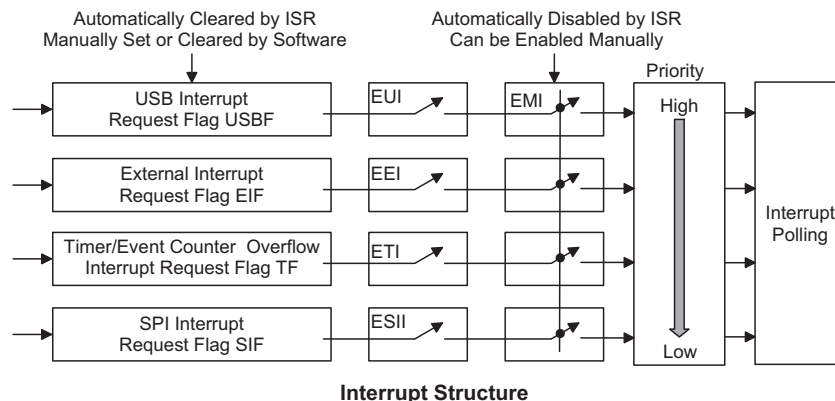 Automatically Cleared by ISR
Manually Set or Cleared by Software
Automatically Disabled by ISR
Can be Enabled Manually
Priority
USB Interrupt
Request Flag USBF
EUI
EMI
High
External Interrupt
Request Flag EIF
EEI
Interrupt
Polling
Timer/Event Counter Overflow
Interrupt Request Flag TF
ETI
SPI Interrupt
Request Flag SIF
ESII
Low
Interrupt Structure